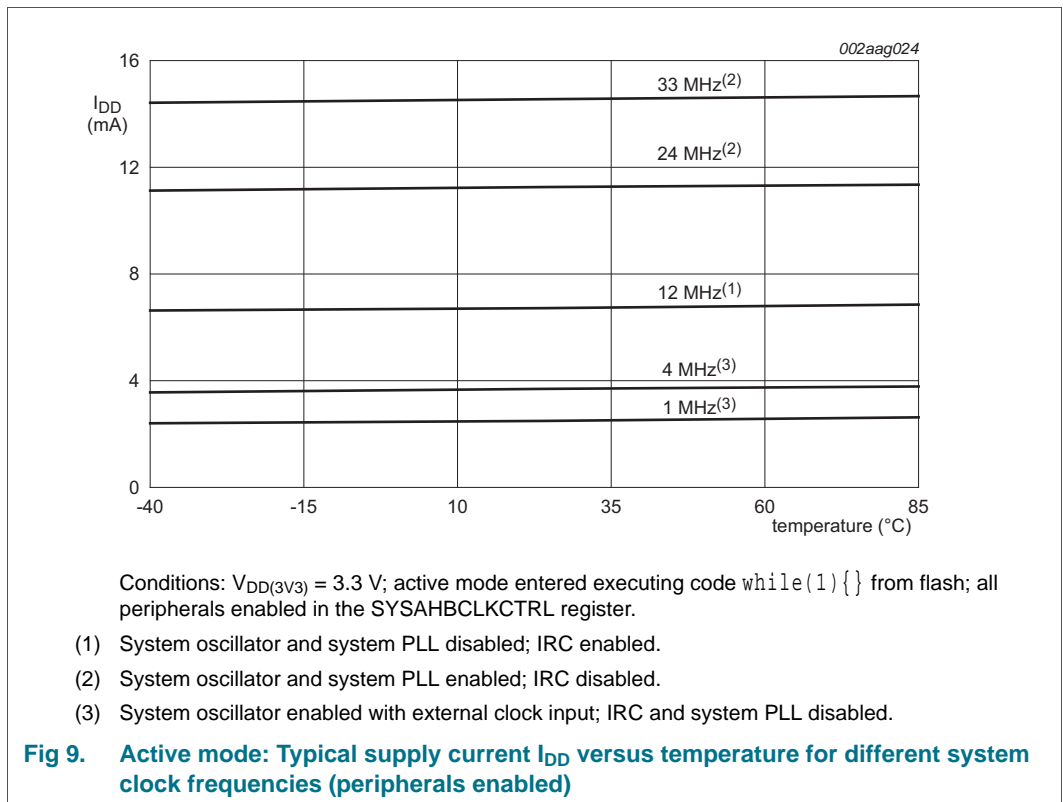 002aag024
16
I_DD
(mA)
33 MHz(2)
12
24 MHz(2)
8
12 MHz(1)
4
4 MHz(3)
1 MHz(3)
0
-40 -15 10 35 60 85
temperature (°C)
Conditions: V_DD(3V3) = 3.3 V; active mode entered executing code while(1){} from flash; all
peripherals enabled in the SYSAHBCLKCTRL register.
(1) System oscillator and system PLL disabled; IRC enabled.
(2) System oscillator and system PLL enabled; IRC disabled.
(3) System oscillator enabled with external clock input; IRC and system PLL disabled.
Fig 9. Active mode: Typical supply current I_DD versus temperature for different system
clock frequencies (peripherals enabled)